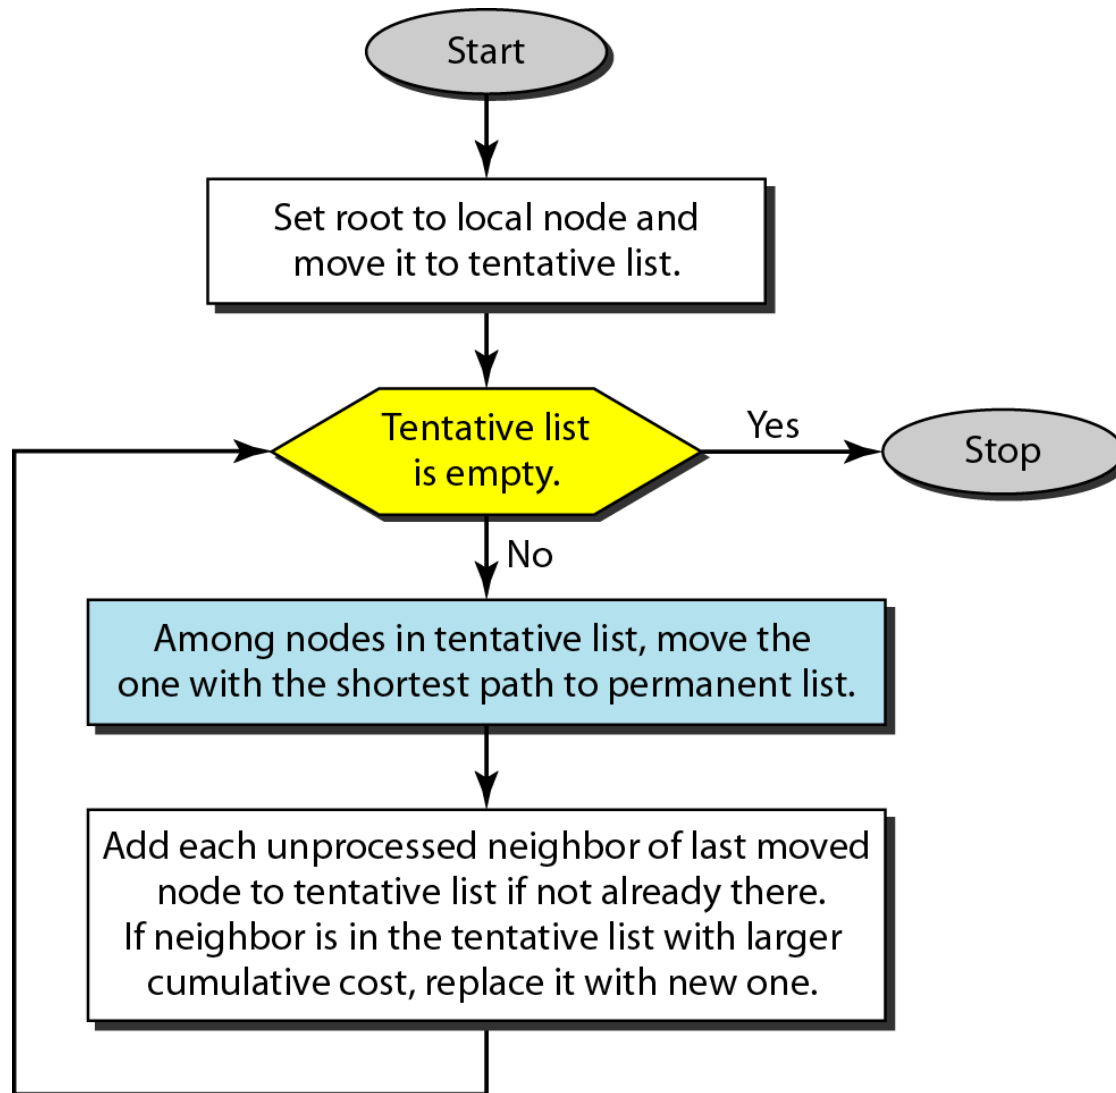 Start
Set root to local node and
move it to tentative list.
Tentative list
is empty.
Yes
Stop
No
Among nodes in tentative list, move the
one with the shortest path to permanent list.
Add each unprocessed neighbor of last moved
node to tentative list if not already there.
If neighbor is in the tentative list with larger
cumulative cost, replace it with new one.